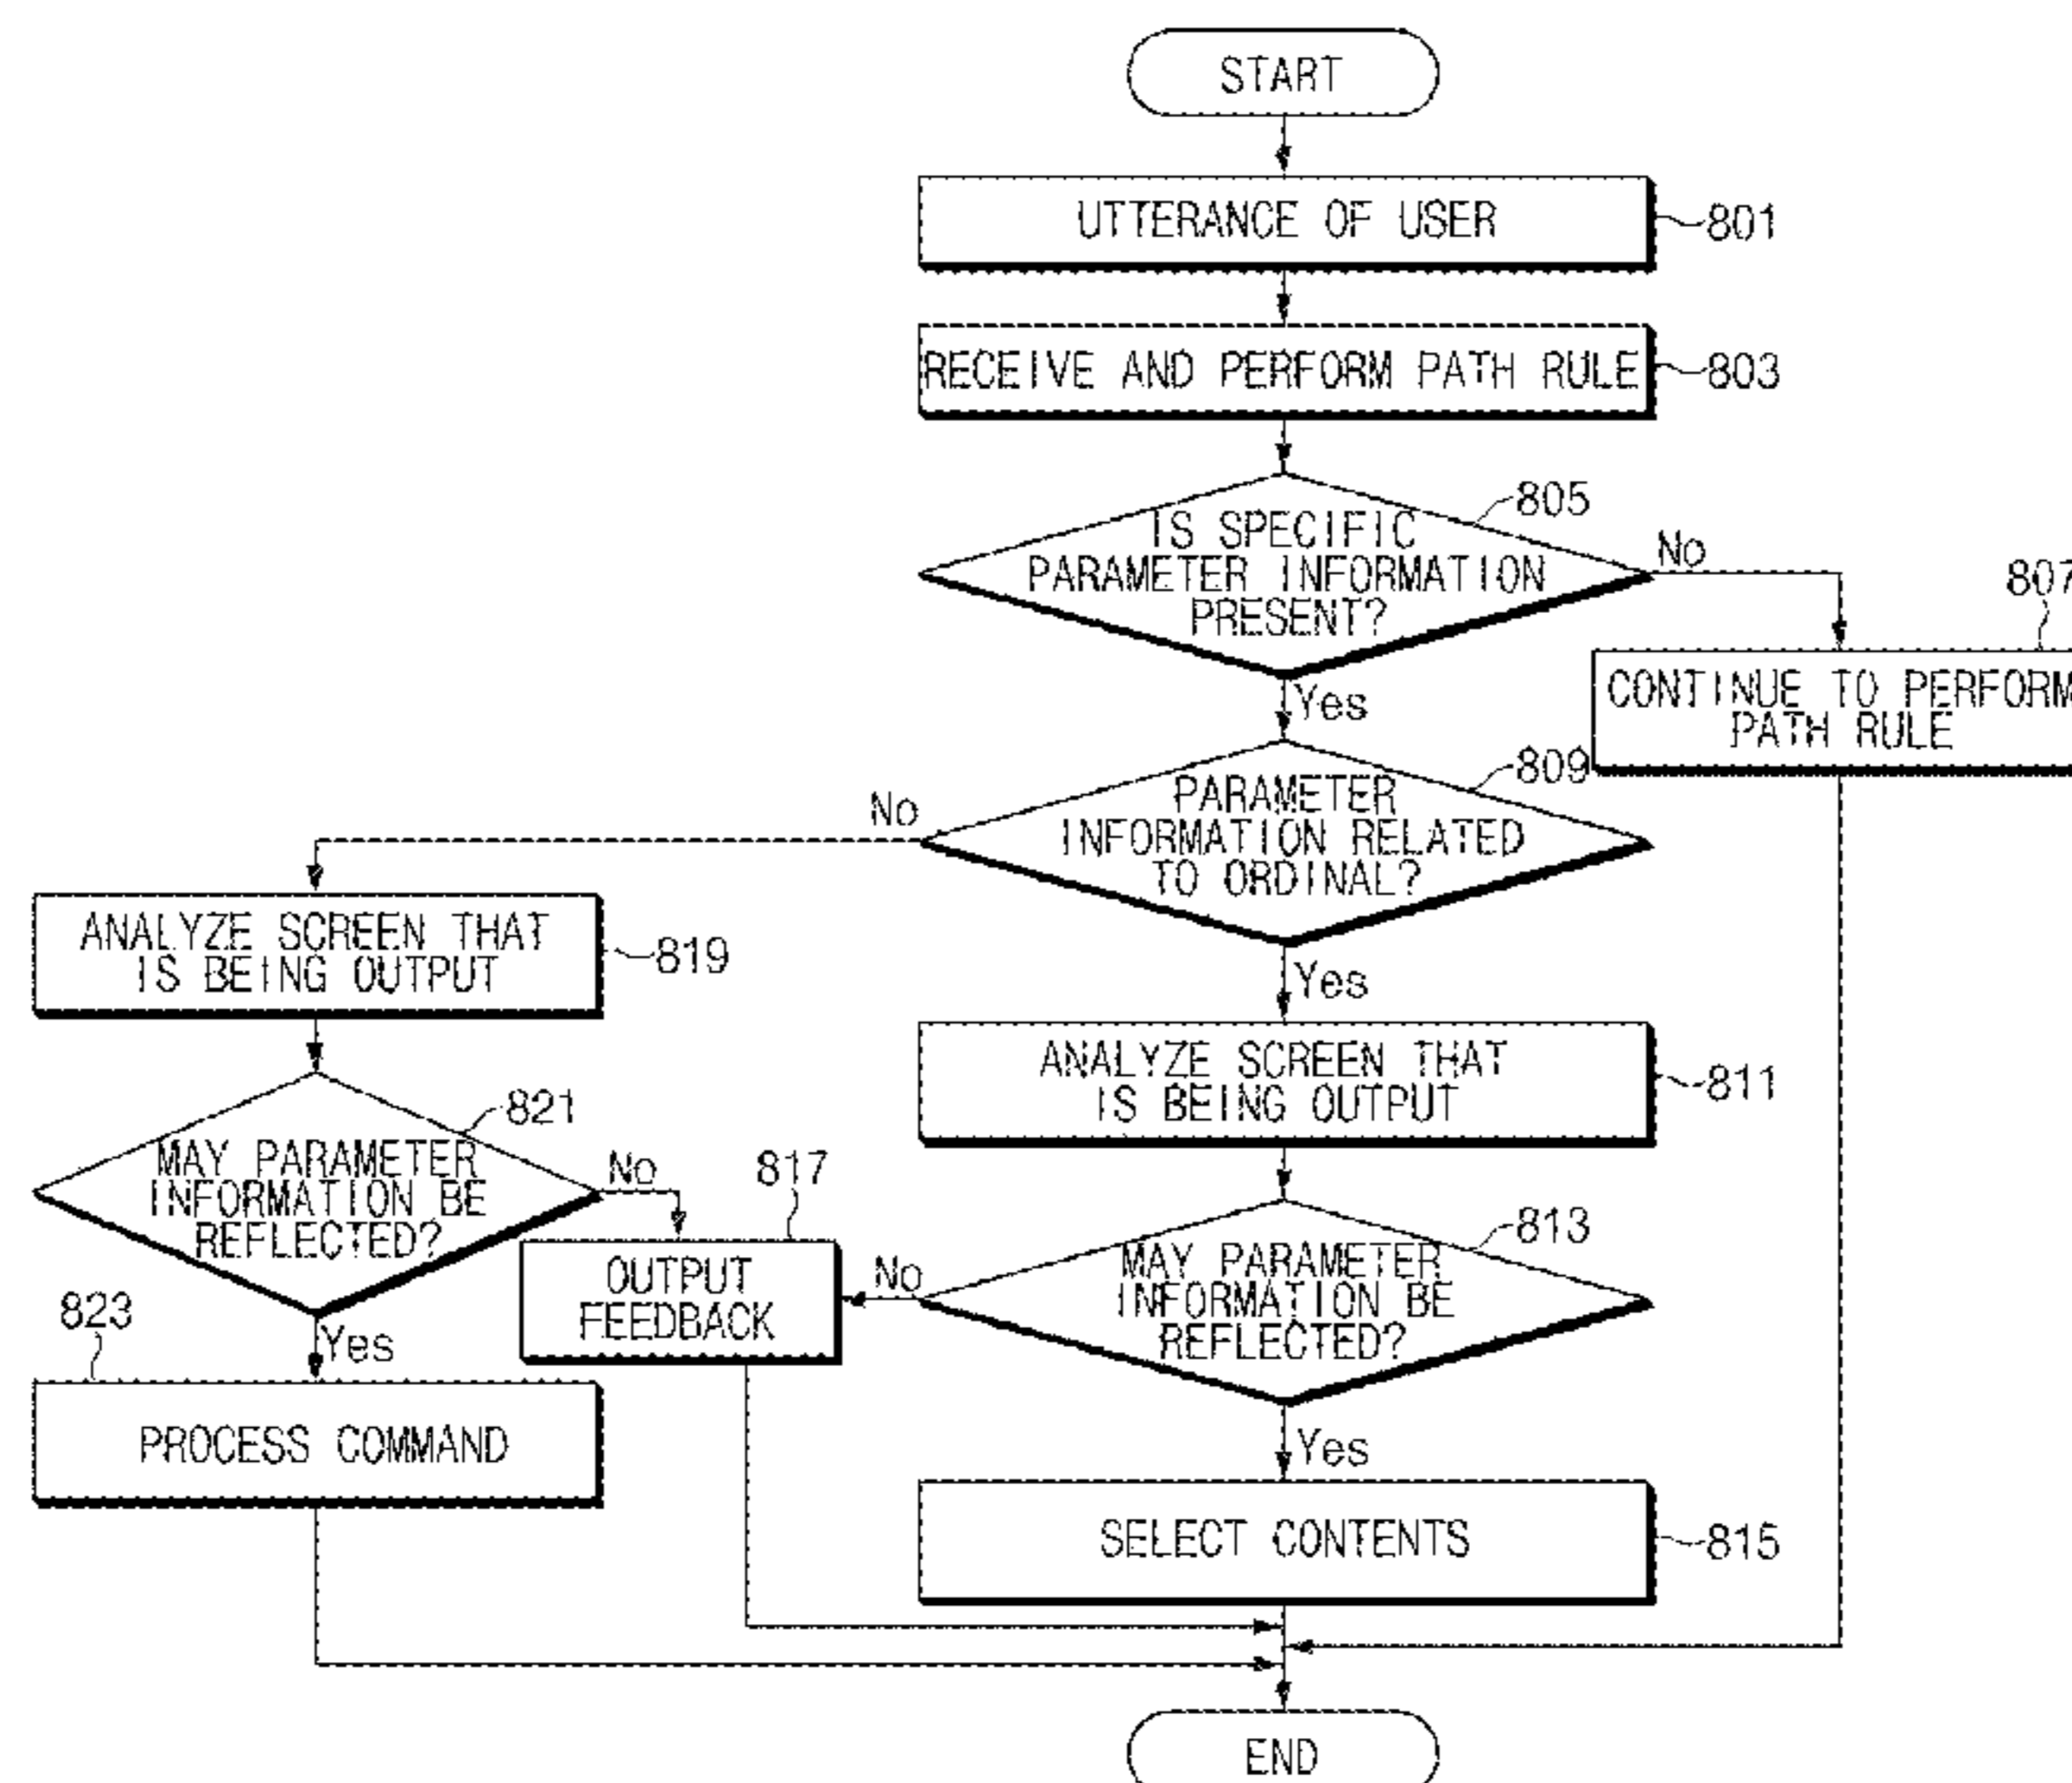 START
UTTERANCE OF USER
801
RECEIVE AND PERFORM PATH RULE
803
805
IS SPECIFIC
PARAMETER INFORMATION
PRESENT?
No
Yes
807
CONTINUE TO PERFORM
PATH RULE
809
PARAMETER
INFORMATION RELATED
TO ORDINAL?
No
Yes
ANALYZE SCREEN THAT
IS BEING OUTPUT
819
ANALYZE SCREEN THAT
IS BEING OUTPUT
811
821
MAY PARAMETER
INFORMATION BE
REFLECTED?
No
Yes
817
OUTPUT
FEEDBACK
813
MAY PARAMETER
INFORMATION BE
REFLECTED?
No
Yes
823
PROCESS COMMAND
SELECT CONTENTS
815
END